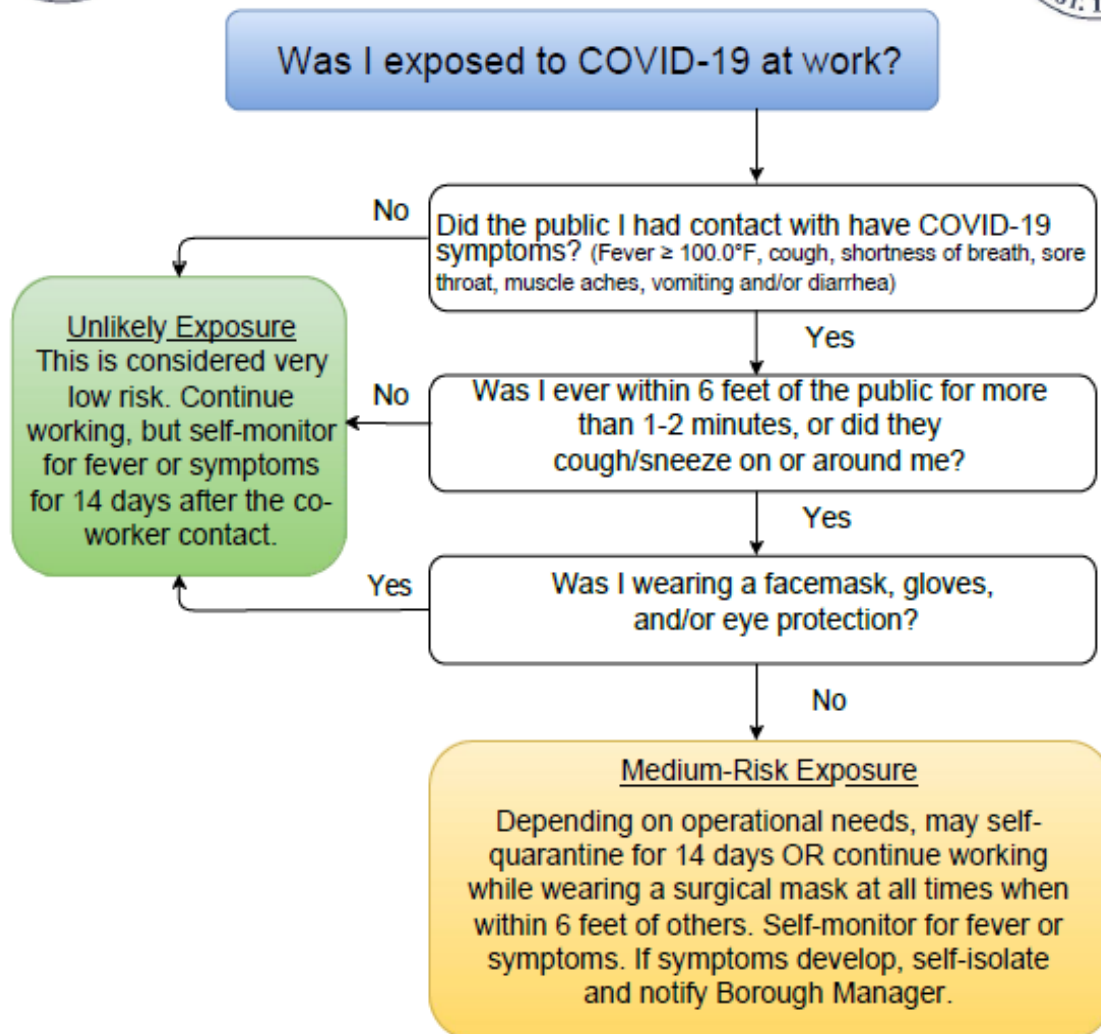 Was I exposed to COVID-19 at work?
No
Did the public I had contact with have COVID-19
symptoms? (Fever ≥ 100.0°F, cough, shortness of breath, sore
throat, muscle aches, vomiting and/or diarrhea)
Yes
Unlikely Exposure
This is considered very
low risk. Continue
working, but self-monitor
for fever or symptoms
for 14 days after the co-
worker contact.
No
Was I ever within 6 feet of the public for more
than 1-2 minutes, or did they
cough/sneeze on or around me?
Yes
Yes
Was I wearing a facemask, gloves,
and/or eye protection?
No
Medium-Risk Exposure
Depending on operational needs, may self-
quarantine for 14 days OR continue working
while wearing a surgical mask at all times when
within 6 feet of others. Self-monitor for fever or
symptoms. If symptoms develop, self-isolate
and notify Borough Manager.